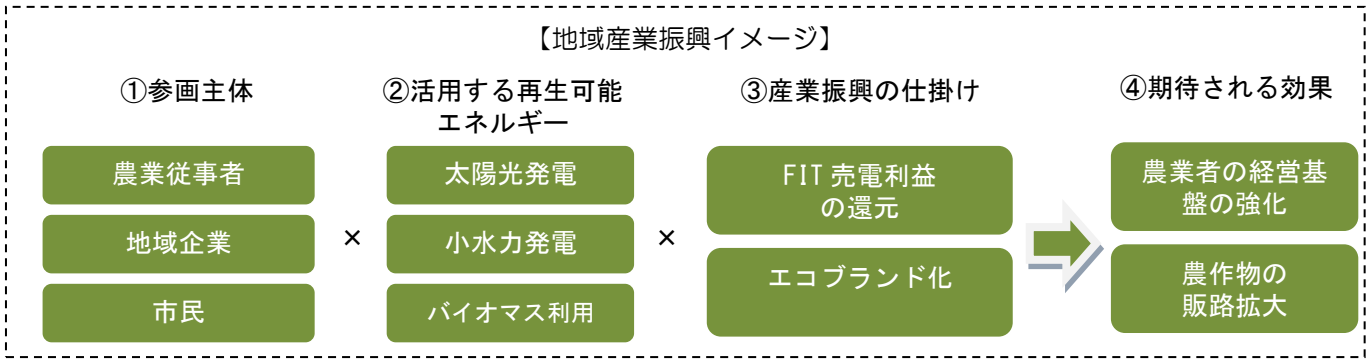 【地域産業振興イメージ】
①参画主体
農業従事者
地域企業
市民
×
②活用する再生可能
エネルギー
太陽光発電
小水力発電
バイオマス利用
×
③産業振興の仕掛け
FIT 売電利益
の還元
エコブランド化
④期待される効果
農業者の経営基
盤の強化
農作物の
販路拡大